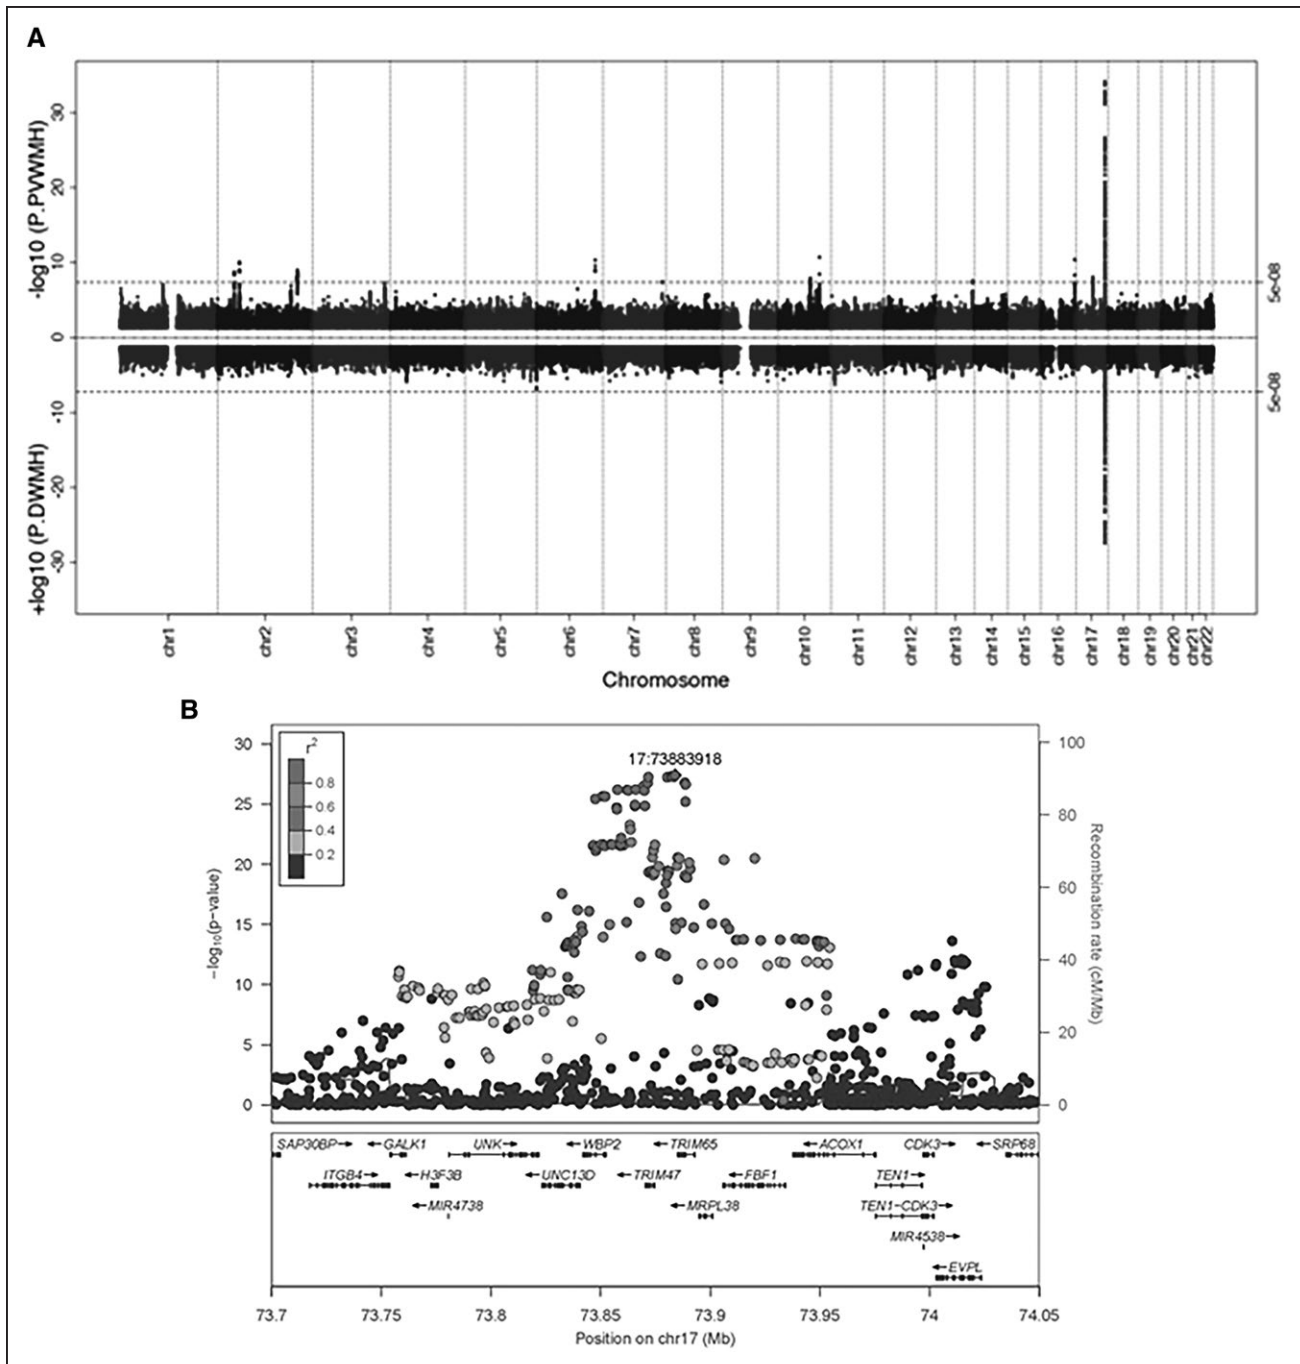 A
-log10 (P.PVWMH)
30
20
10
0
-10
-20
-30
+log10 (P.DWMH)
5e-08
5e-08
chr1 chr2 chr3 chr4 chr5 chr6 chr7 chr8 chr9 chr10 chr11 chr12 chr13 chr14 chr15 chr16 chr17 chr18 chr19 chr20 chr21 chr22
Chromosome
B
17:73883918
r2
0.8
0.6
0.4
0.2
−log10(p−value)
30
25
20
15
10
5
0
100
80
60
40
20
0
Recombination rate (cM/Mb)
SAP30BP→ ←GALK1 UNK→ ←WBP2 ←TRIM65 ←ACOX1 CDK3→ ←SRP68
ITGB4→ ←H3F3B ←UNC13D ←TRIM47 ←FBF1 TEN1→
←MIR4738 ←MRPL38 TEN1−CDK3→
MIR4538→
←EVPL
73.7 73.75 73.8 73.85 73.9 73.95 74 74.05
Position on chr17 (Mb)